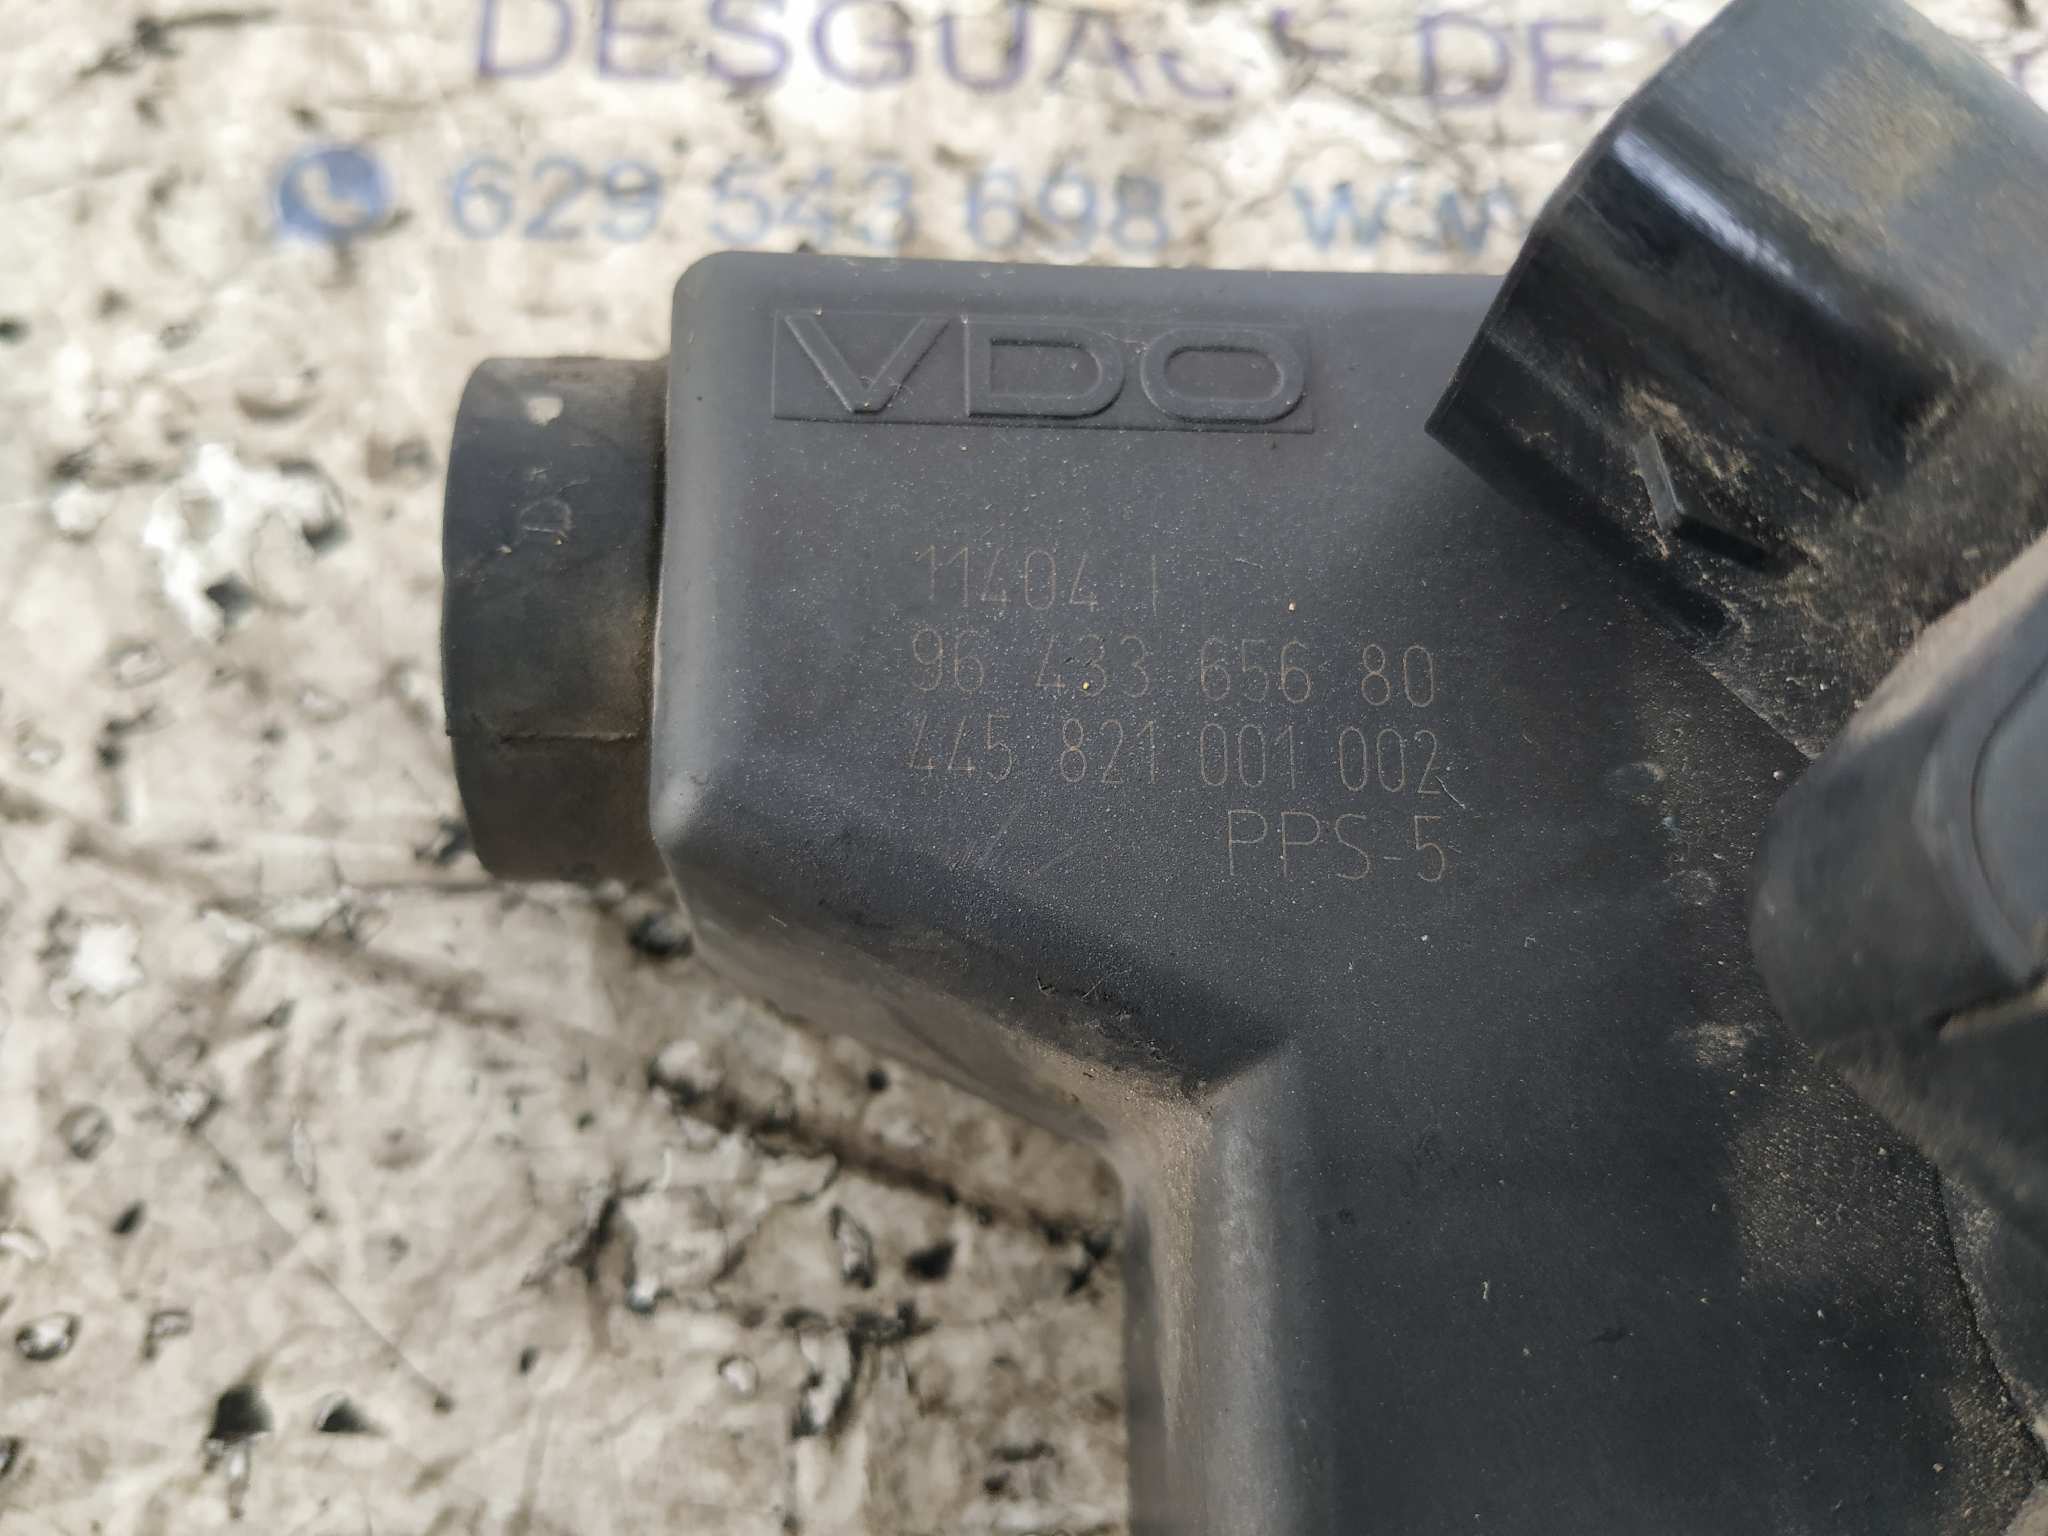 DESGUACE DE
629 543 698 WW
VDO
11404 I
96 433 656 80
445 821 001 002
PPS-5